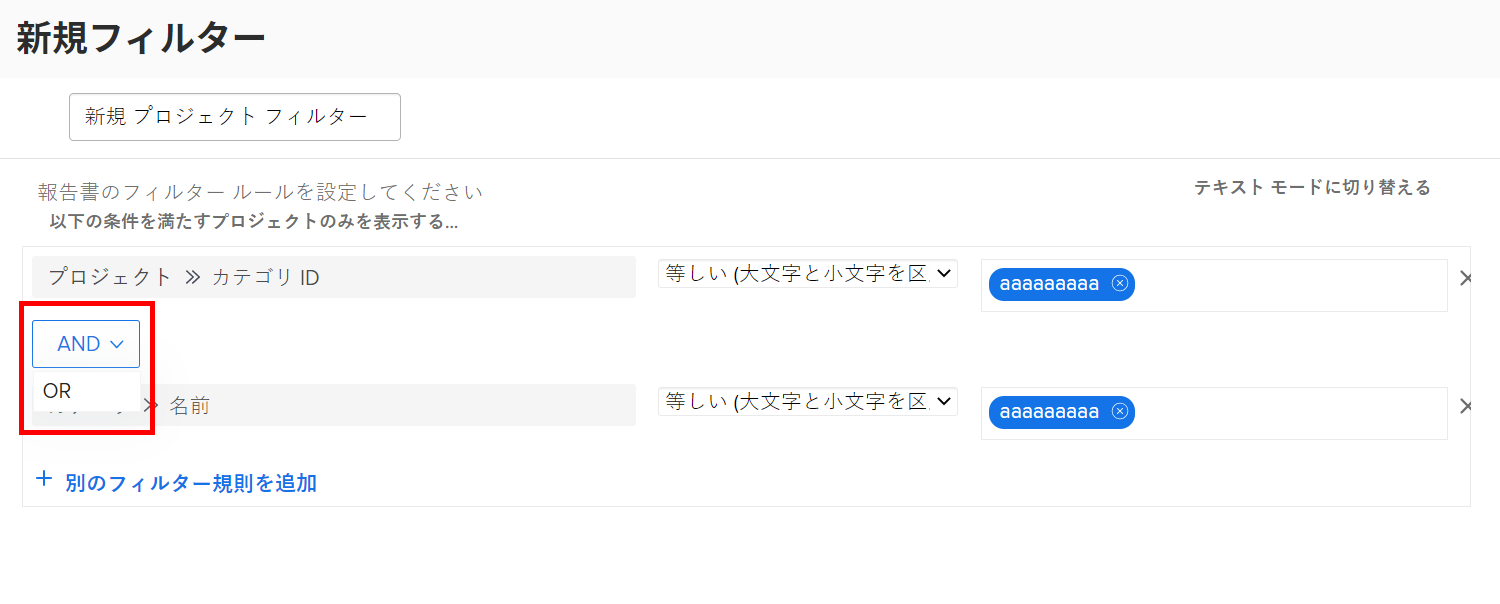 新規フィルター
新規 プロジェクト フィルター
報告書のフィルター ルールを設定してください
テキスト モードに切り替える
以下の条件を満たすプロジェクトのみを表示する...
プロジェクト » カテゴリ ID 等しい (大文字と小文字を区 aaaaaaaaa
AND
OR
名前 等しい (大文字と小文字を区 aaaaaaaaa
+ 別のフィルター規則を追加